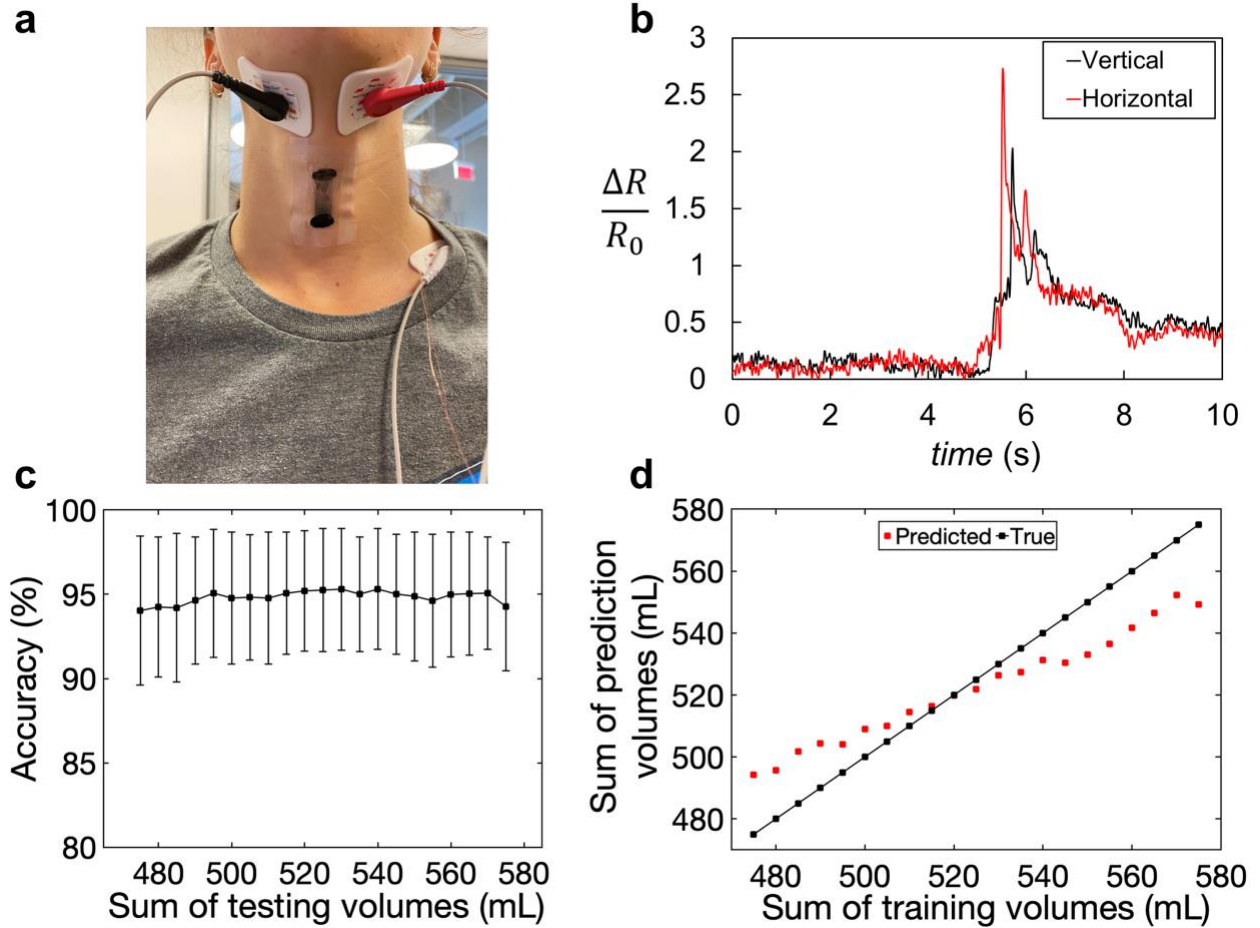 a
b
3
2.5
2
1.5
1
0.5
0
ΔR
R0
Vertical
Horizontal
0 2 4 6 8 10
time (s)
c
100
95
90
85
80
Accuracy (%)
480 500 520 540 560 580
Sum of testing volumes (mL)
d
580
560
540
520
500
480
Sum of prediction
volumes (mL)
Predicted True
480 500 520 540 560 580
Sum of training volumes (mL)